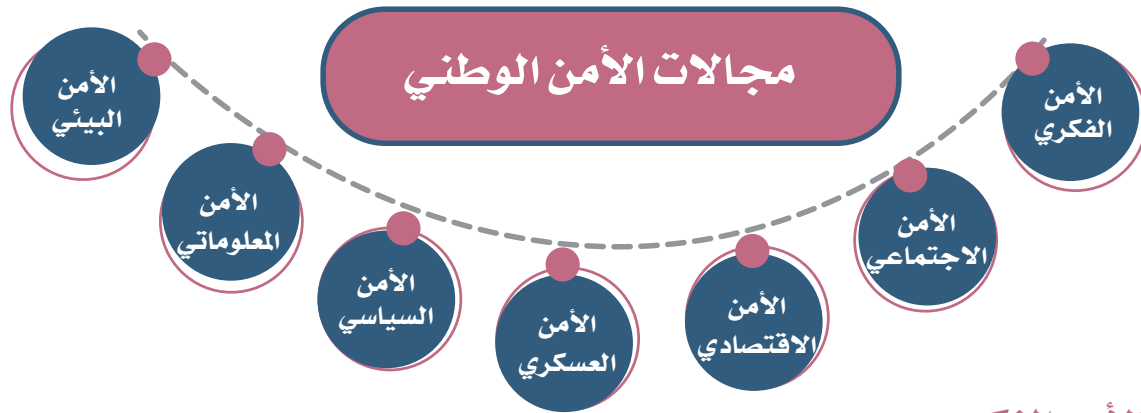 مجالات الأمن الوطني
الأمن
الفكري
الأمن
الاجتماعي
الأمن
الاقتصادي
الأمن
العسكري
الأمن
السياسي
الأمن
المعلوماتي
الأمن
البيئي